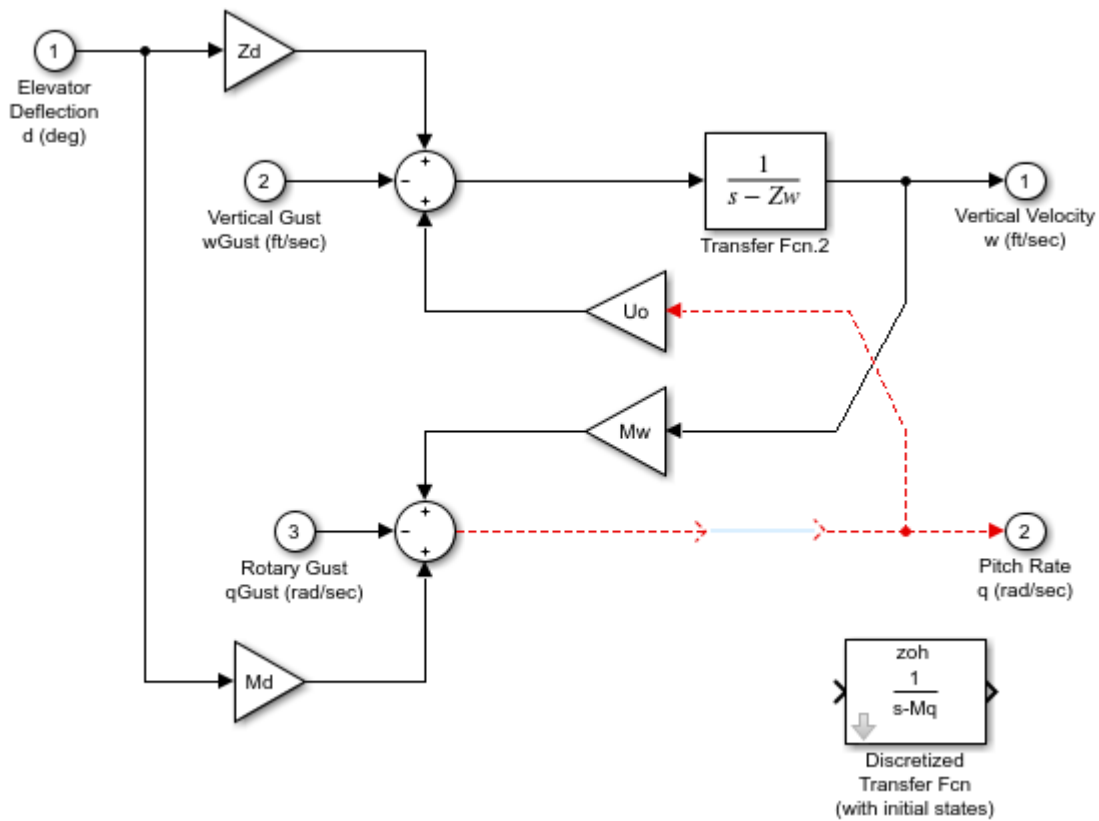 1
Zd
Elevator
Deflection
d (deg)
+
2
-
+
Vertical Gust
wGust (ft/sec)
1
s − Zw
Transfer Fcn.2
1
Vertical Velocity
w (ft/sec)
Uo
Mw
+
3
-
+
Rotary Gust
qGust (rad/sec)
2
Pitch Rate
q (rad/sec)
Md
zoh
1
s-Mq
Discretized
Transfer Fcn
(with initial states)